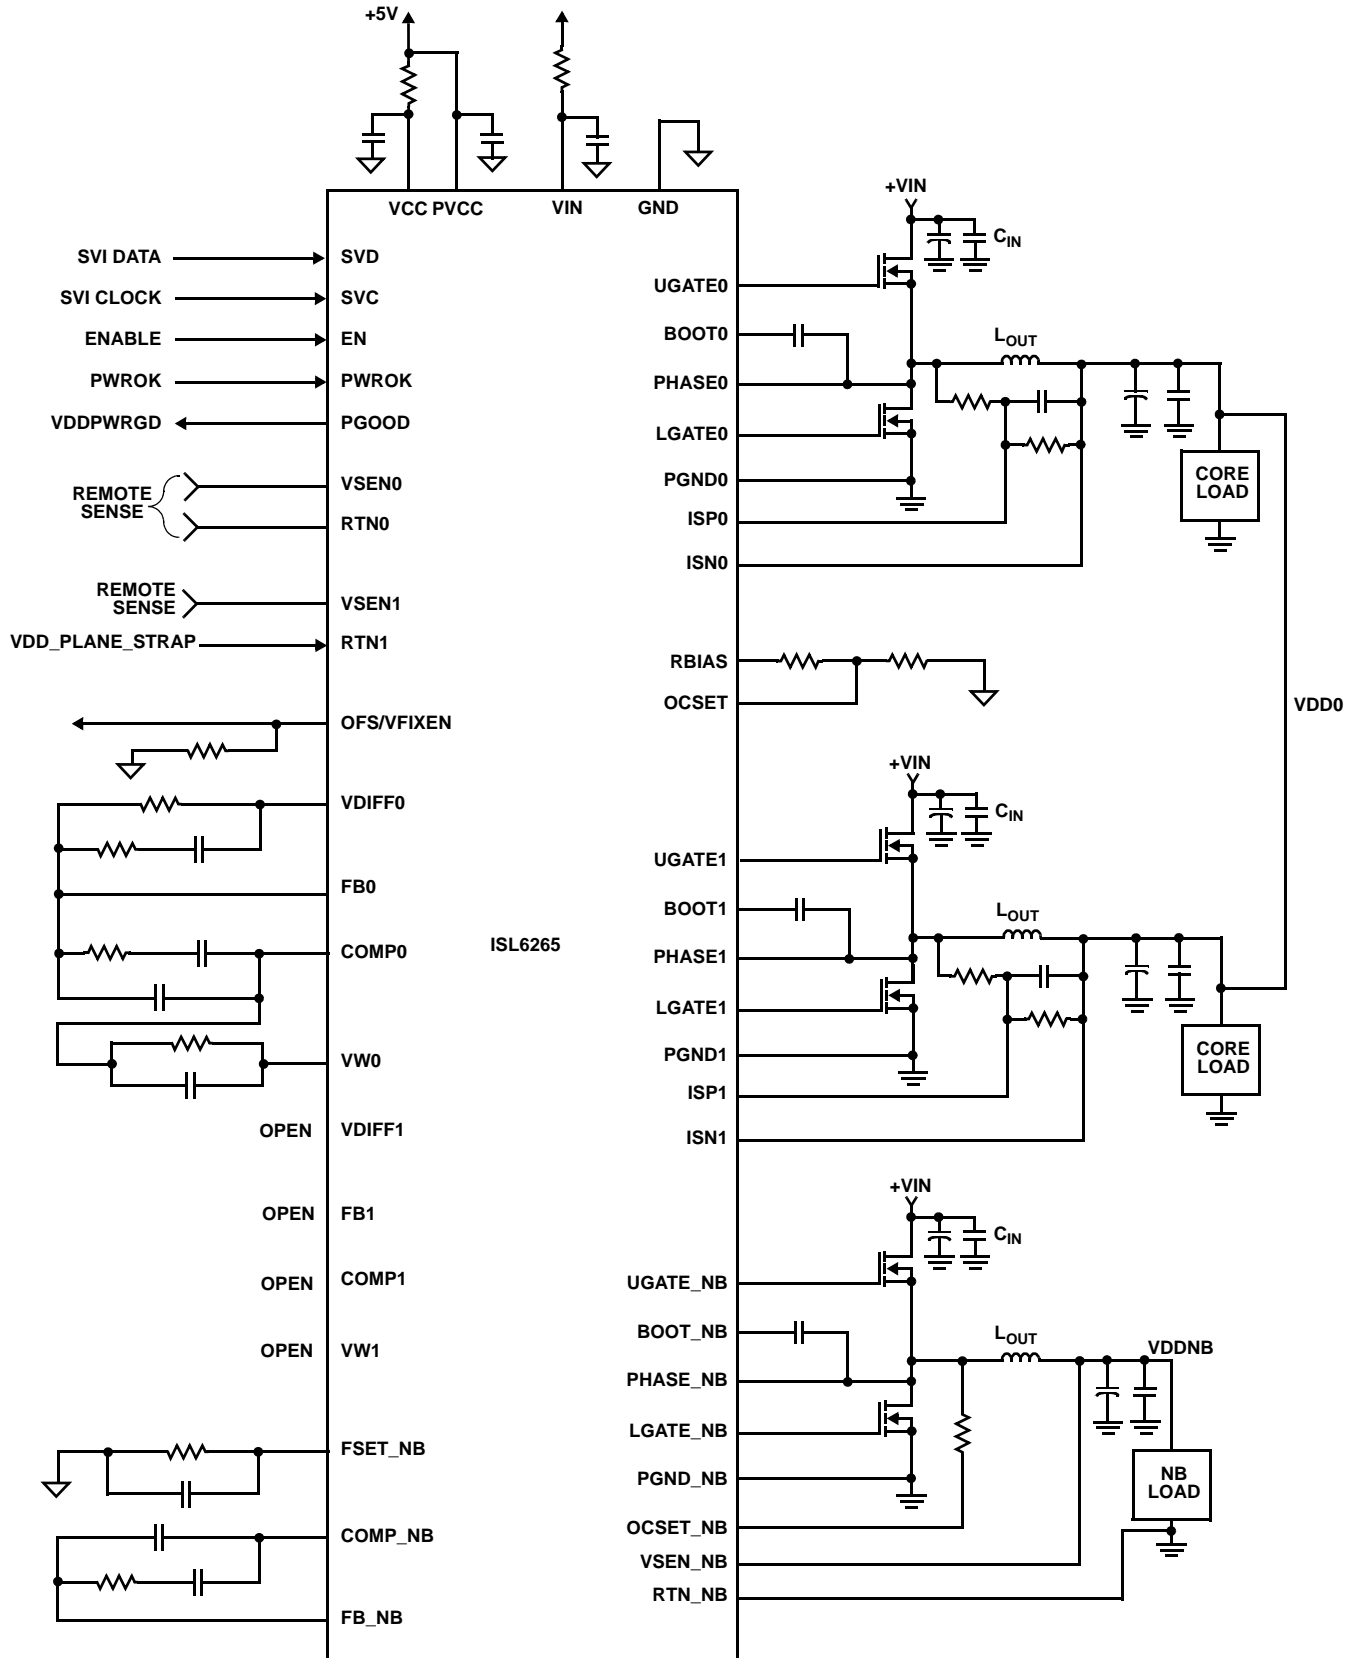 +5V
VCC PVCC
VIN
GND
SVI DATA
SVD
SVI CLOCK
SVC
ENABLE
EN
PWROK
PWROK
VDDPWRGD
PGOOD
REMOTE
SENSE
VSEN0
RTN0
REMOTE
SENSE
VSEN1
VDD_PLANE_STRAP
RTN1
OFS/VFIXEN
VDIFF0
FB0
COMP0
VW0
OPEN
VDIFF1
OPEN
FB1
OPEN
COMP1
OPEN
VW1
FSET_NB
COMP_NB
FB_NB
ISL6265
+VIN
CIN
UGATE0
BOOT0
LOUT
PHASE0
LGATE0
PGND0
ISP0
ISN0
CORE
LOAD
RBIAS
OCSET
VDD0
+VIN
CIN
UGATE1
BOOT1
LOUT
PHASE1
LGATE1
PGND1
ISP1
ISN1
CORE
LOAD
+VIN
CIN
UGATE_NB
BOOT_NB
LOUT
VDDNB
PHASE_NB
LGATE_NB
PGND_NB
NB
LOAD
OCSET_NB
VSEN_NB
RTN_NB